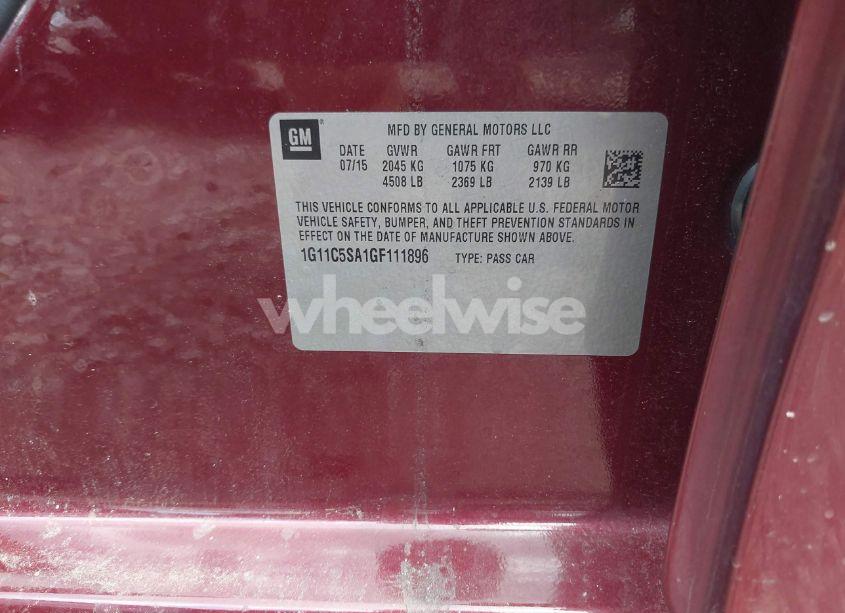 GM
MFD BY GENERAL MOTORS LLC
DATE GVWR GAWR FRT GAWR RR
07/15 2045 KG 1075 KG 970 KG
4508 LB 2369 LB 2139 LB
THIS VEHICLE CONFORMS TO ALL APPLICABLE U.S. FEDERAL MOTOR
VEHICLE SAFETY, BUMPER, AND THEFT PREVENTION STANDARDS IN
EFFECT ON THE DATE OF MANUFACTURE SHOWN ABOVE.
1G11C5SA1GF111896 TYPE: PASS CAR
wheelwise